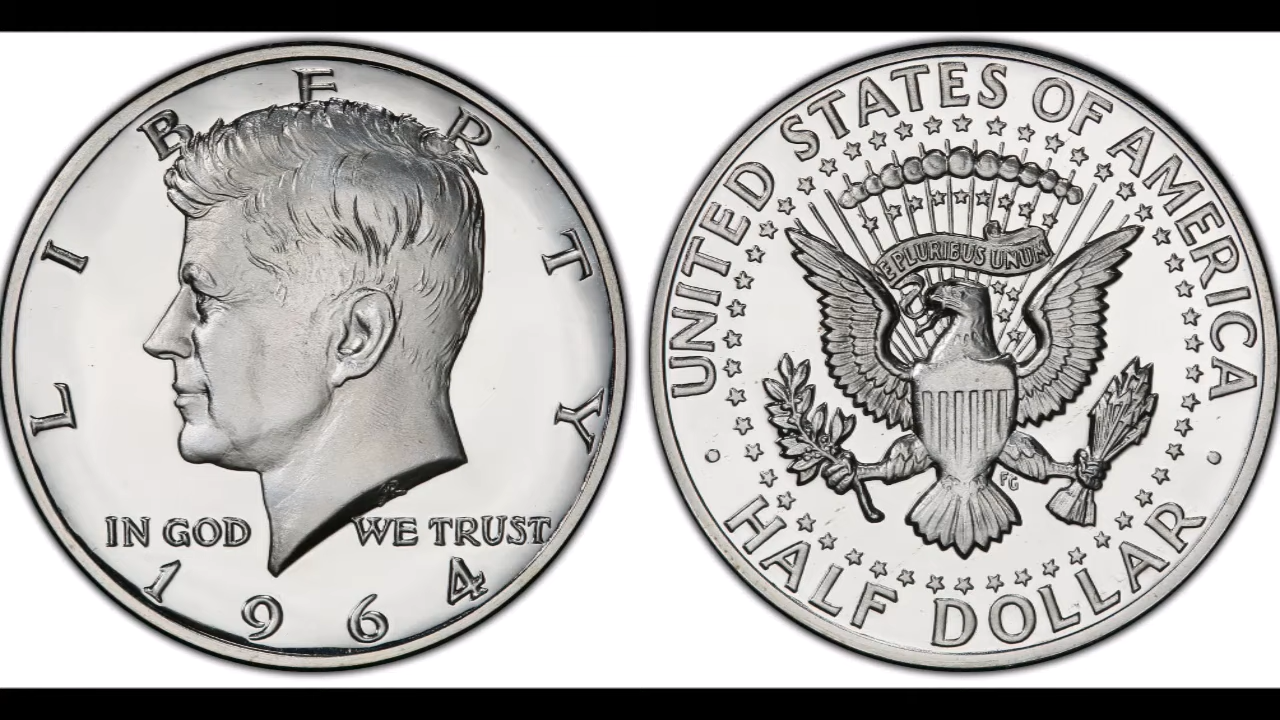 LIBERTY
IN GOD WE TRUST
1964
UNITED STATES OF AMERICA
E PLURIBUS UNUM
FG
HALF DOLLAR